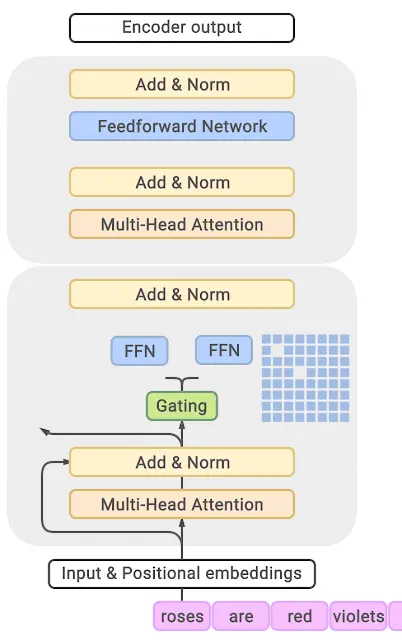 Encoder output
Add & Norm
Feedforward Network
Add & Norm
Multi-Head Attention
Add & Norm
FFN FFN
Gating
Add & Norm
Multi-Head Attention
Input & Positional embeddings
roses are red violets